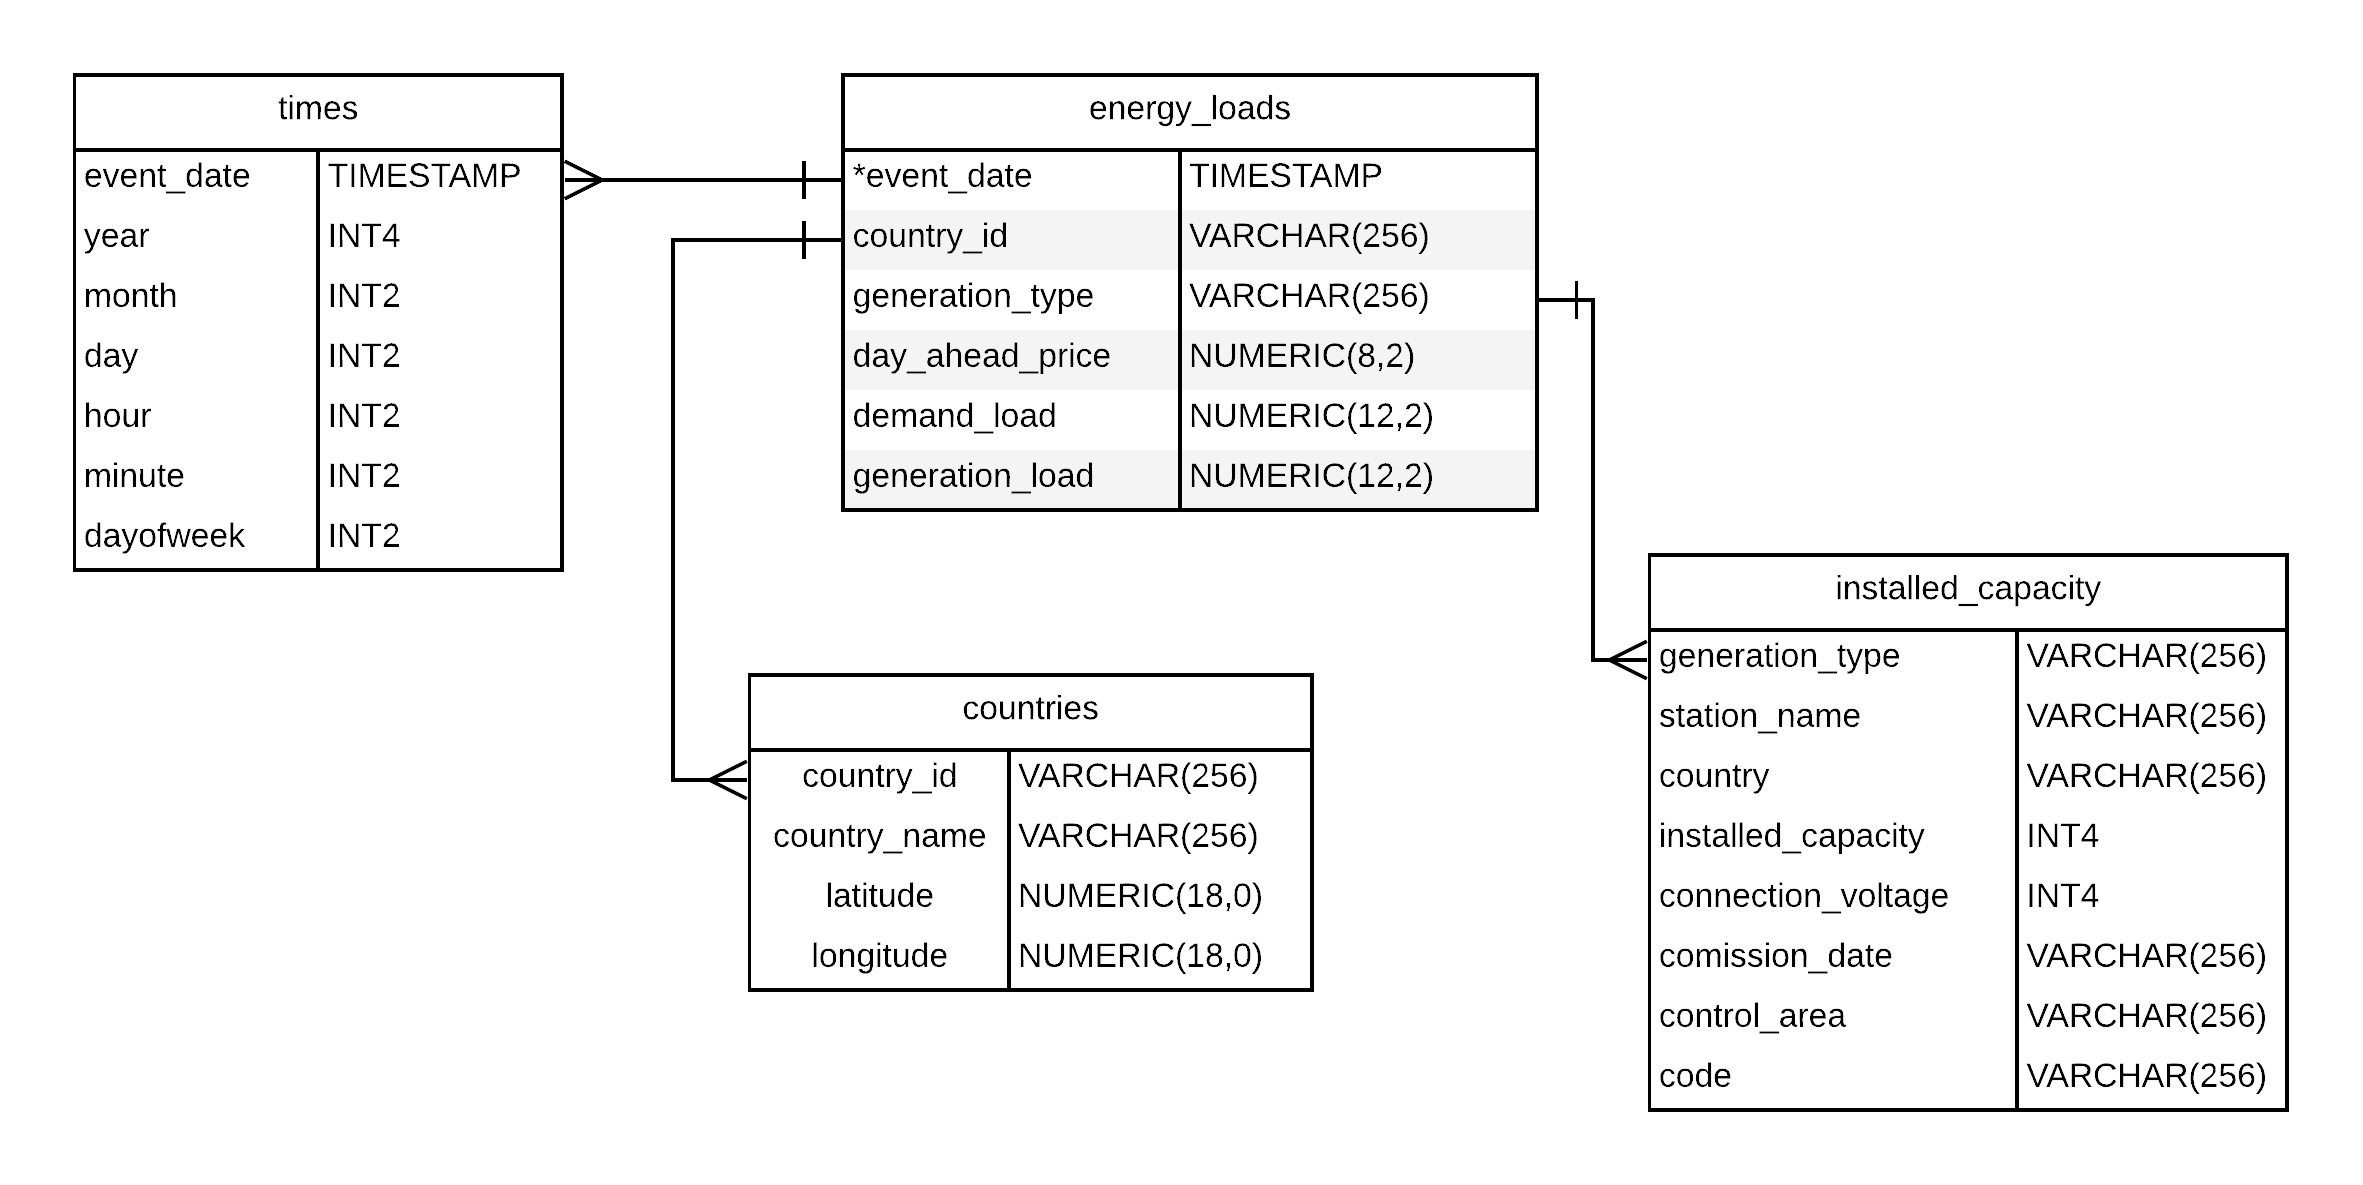 times
event_date TIMESTAMP
year INT4
month INT2
day INT2
hour INT2
minute INT2
dayofweek INT2
energy_loads
*event_date TIMESTAMP
country_id VARCHAR(256)
generation_type VARCHAR(256)
day_ahead_price NUMERIC(8,2)
demand_load NUMERIC(12,2)
generation_load NUMERIC(12,2)
countries
country_id VARCHAR(256)
country_name VARCHAR(256)
latitude NUMERIC(18,0)
longitude NUMERIC(18,0)
installed_capacity
generation_type VARCHAR(256)
station_name VARCHAR(256)
country VARCHAR(256)
installed_capacity INT4
connection_voltage INT4
comission_date VARCHAR(256)
control_area VARCHAR(256)
code VARCHAR(256)